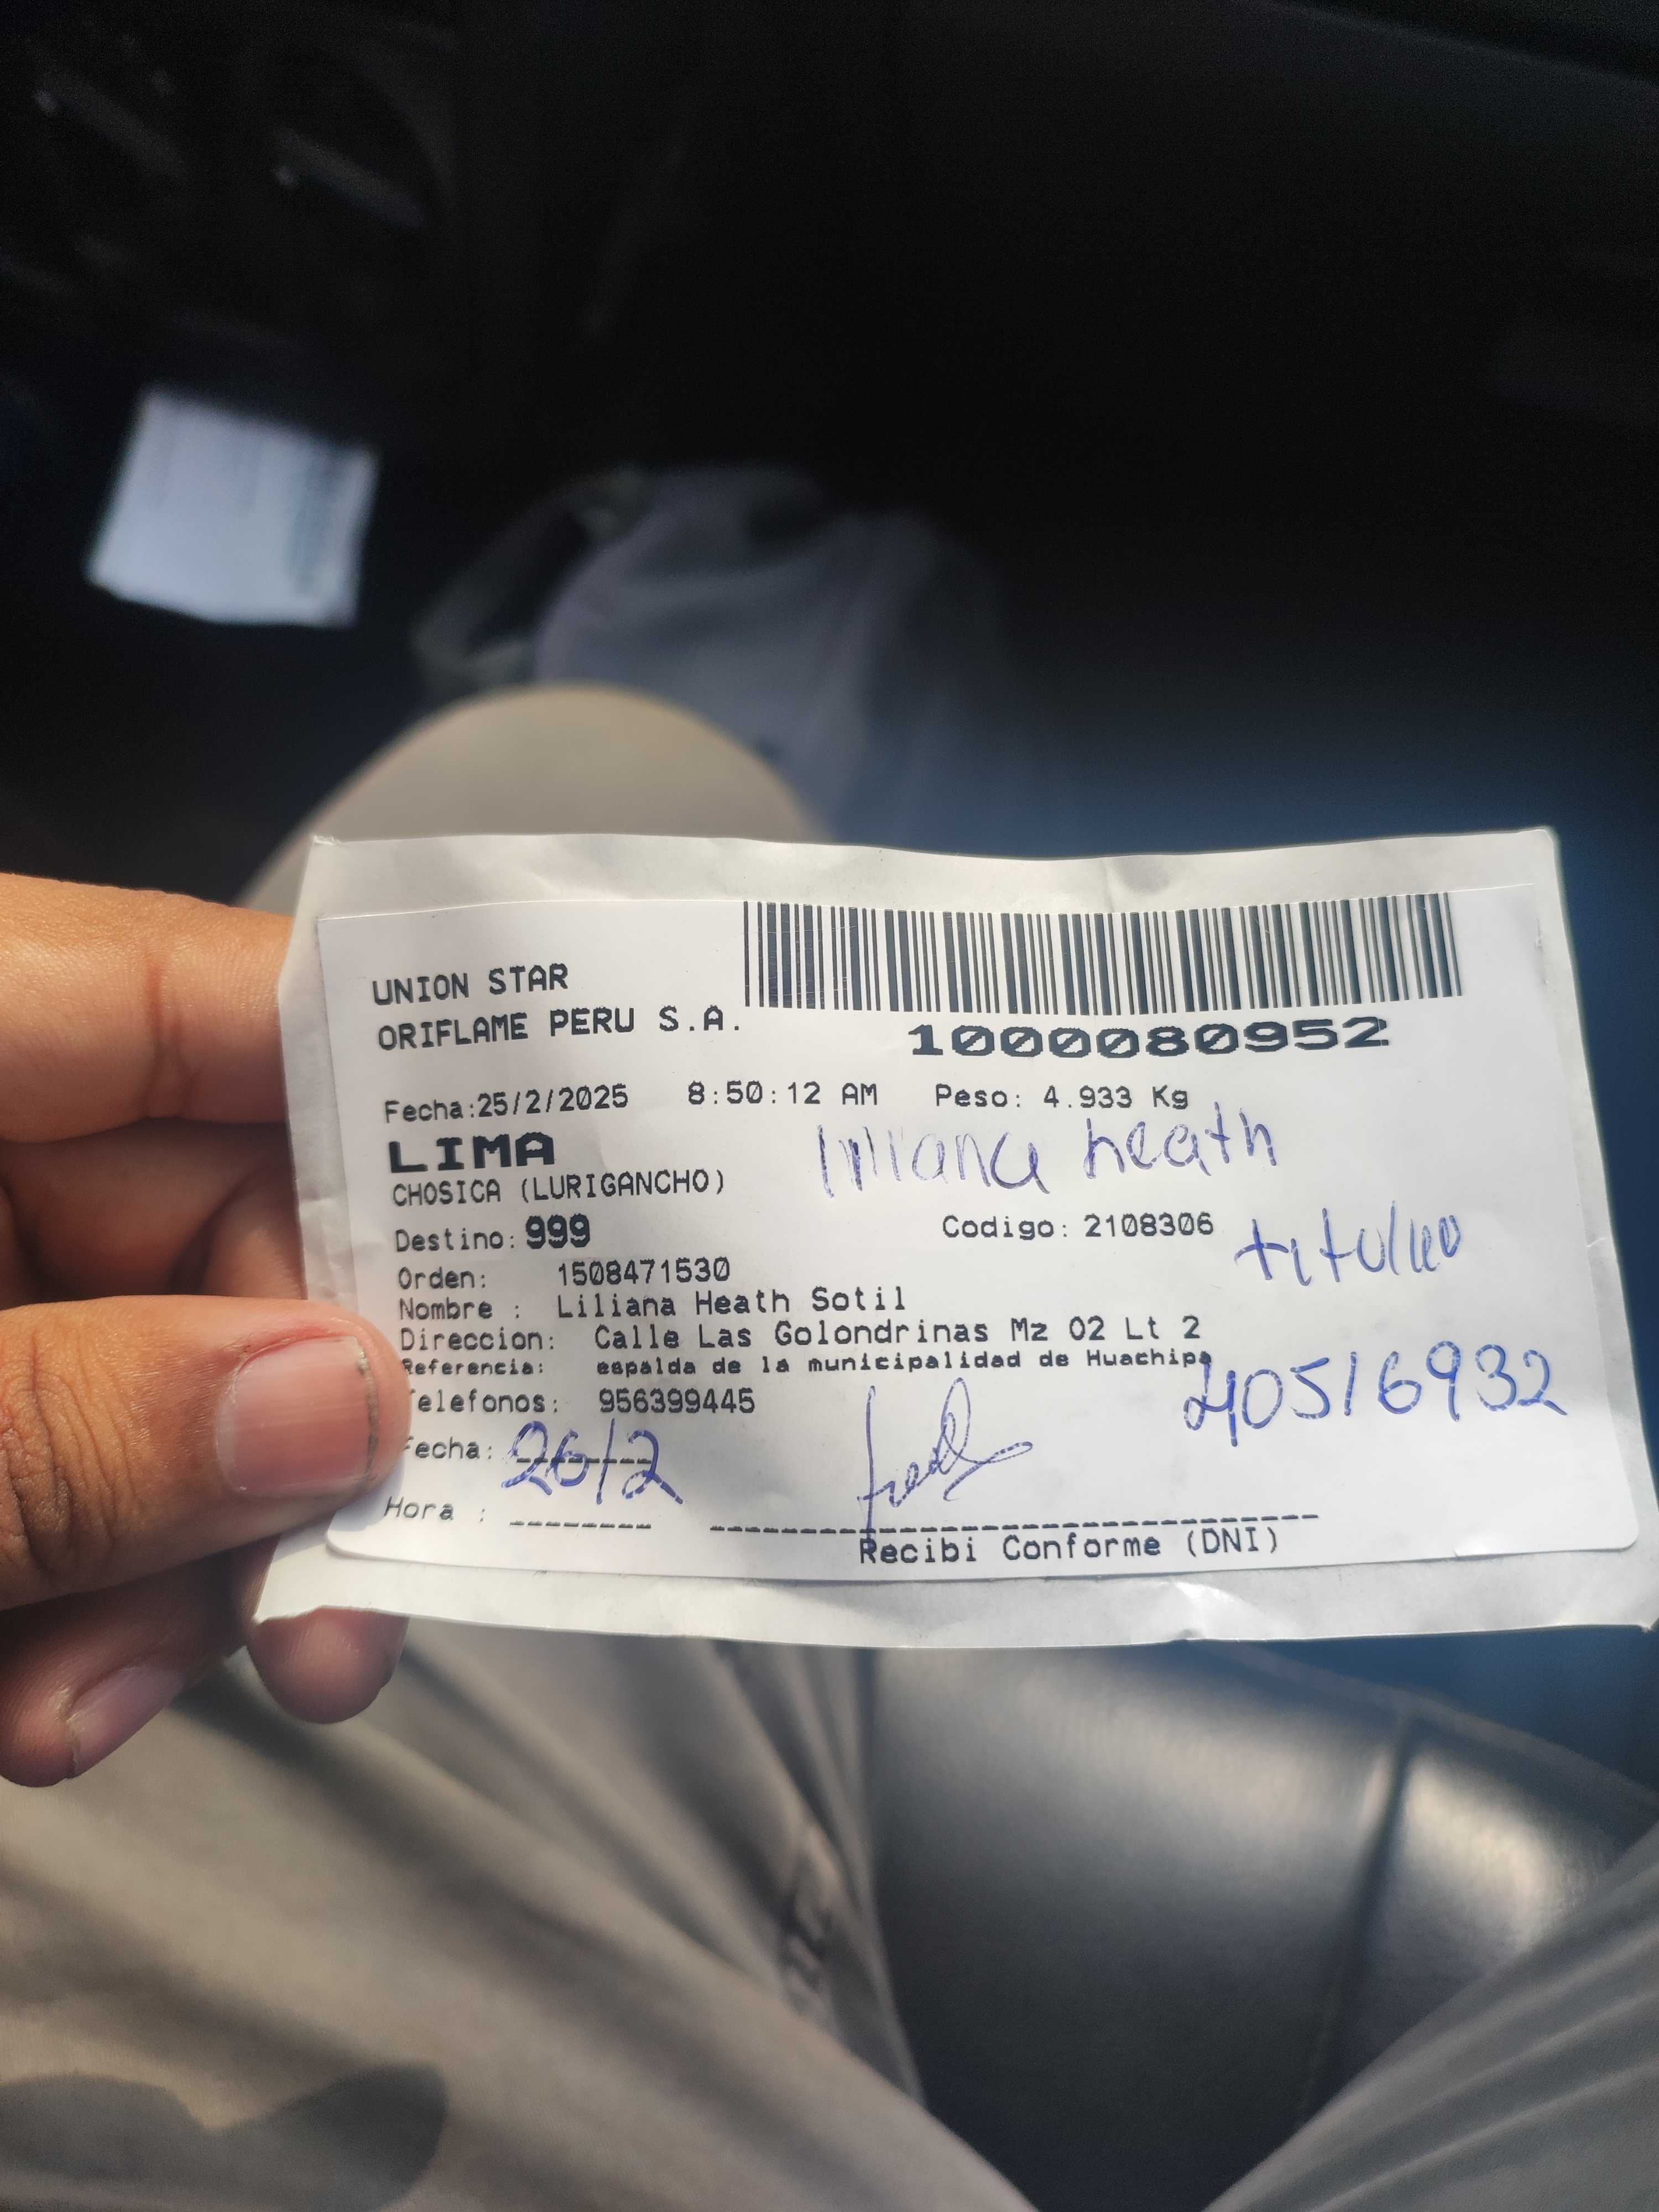 UNION STAR
ORIFLAME PERU S.A.
1000080952
Fecha:25/2/2025 8:50:12 AM Peso: 4.933 Kg
LIMA
liliana heath
CHOSICA (LURIGANCHO)
Destino: 999 Codigo: 2108306
titular
Orden: 1508471530
Nombre : Liliana Heath Sotil
Direccion: Calle Las Golondrinas Mz 02 Lt 2
Referencia: espalda de la municipalidad de Huachipa
40516932
Telefonos: 956399445
Fecha: 26/2
Hora :
Recibi Conforme (DNI)